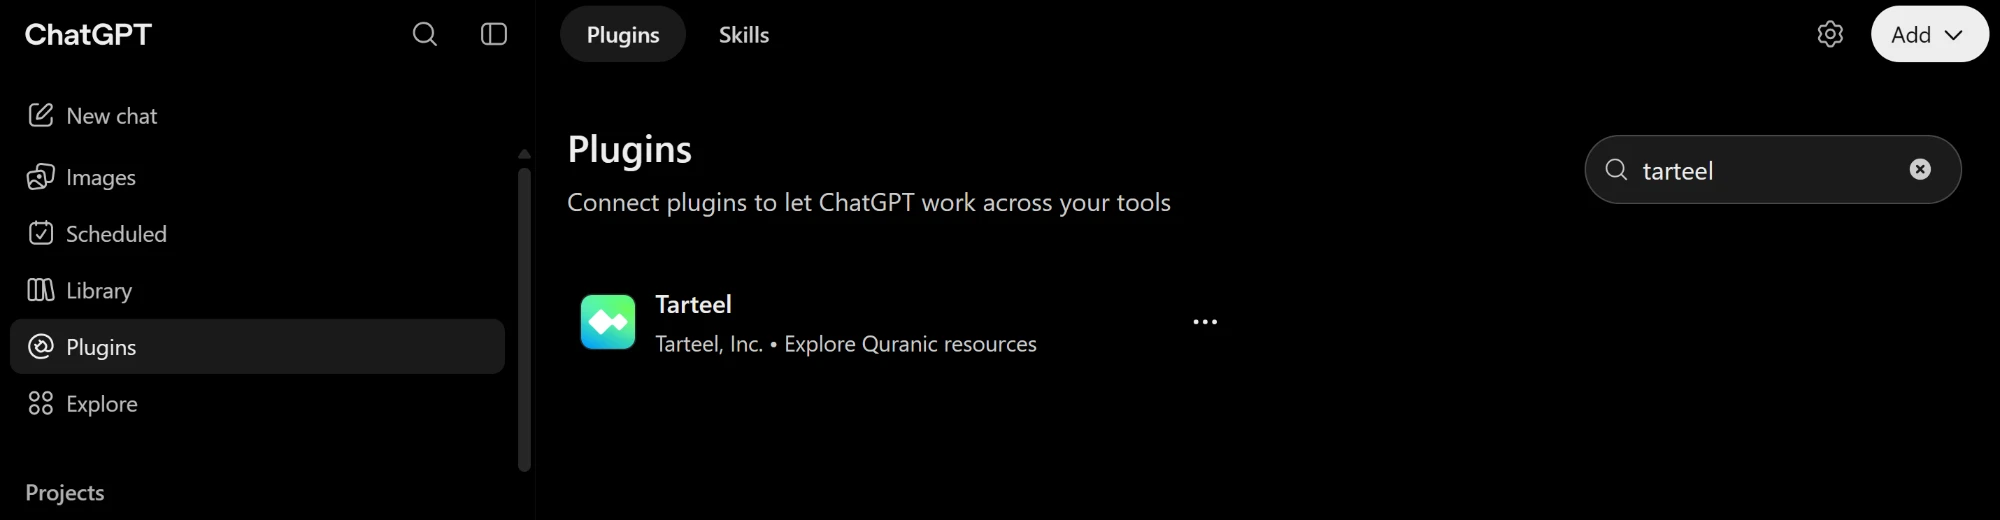 ChatGPT
New chat
Images
Scheduled
Library
Plugins
Explore
Projects
Plugins
Skills
Add
Plugins
Connect plugins to let ChatGPT work across your tools
tarteel
Tarteel
Tarteel, Inc. • Explore Quranic resources